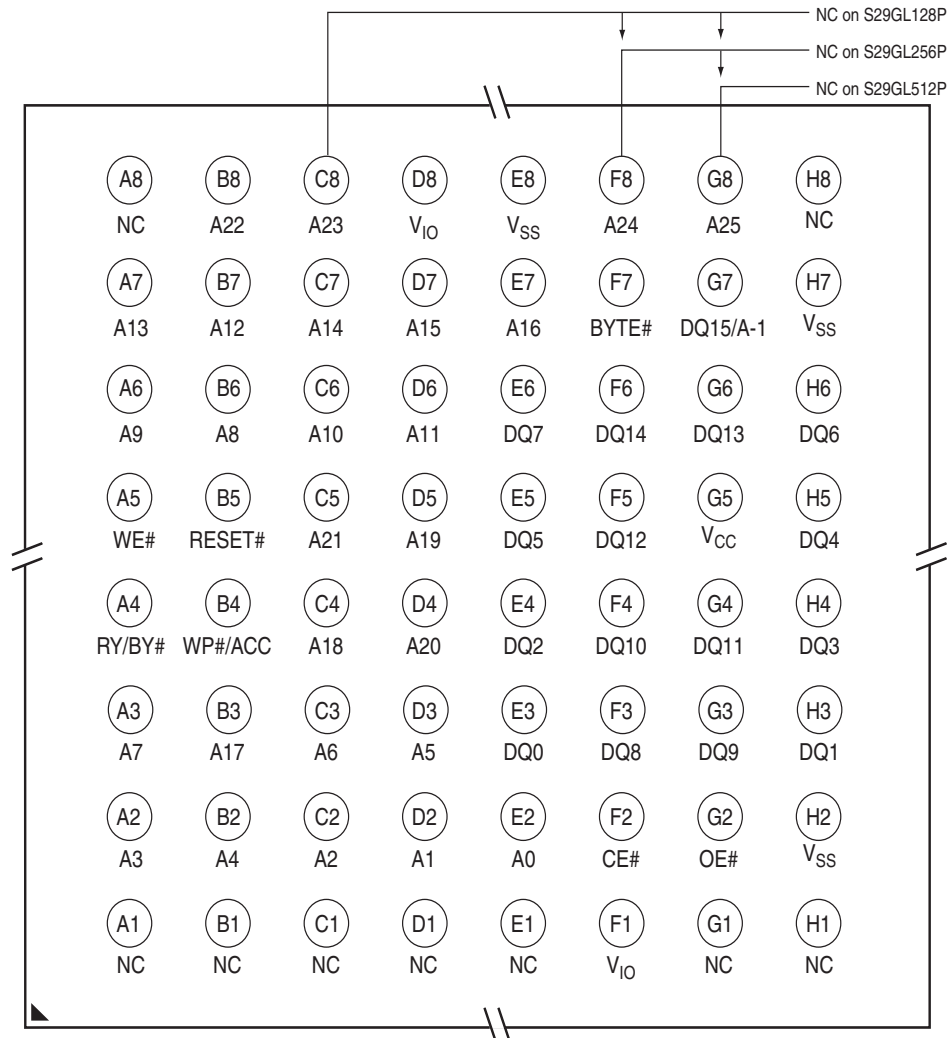 NC on S29GL128P
NC on S29GL256P
NC on S29GL512P
A8 B8 C8 D8 E8 F8 G8 H8
NC A22 A23 VIO VSS A24 A25 NC
A7 B7 C7 D7 E7 F7 G7 H7
A13 A12 A14 A15 A16 BYTE# DQ15/A-1 VSS
A6 B6 C6 D6 E6 F6 G6 H6
A9 A8 A10 A11 DQ7 DQ14 DQ13 DQ6
A5 B5 C5 D5 E5 F5 G5 H5
WE# RESET# A21 A19 DQ5 DQ12 VCC DQ4
A4 B4 C4 D4 E4 F4 G4 H4
RY/BY# WP#/ACC A18 A20 DQ2 DQ10 DQ11 DQ3
A3 B3 C3 D3 E3 F3 G3 H3
A7 A17 A6 A5 DQ0 DQ8 DQ9 DQ1
A2 B2 C2 D2 E2 F2 G2 H2
A3 A4 A2 A1 A0 CE# OE# VSS
A1 B1 C1 D1 E1 F1 G1 H1
NC NC NC NC NC VIO NC NC